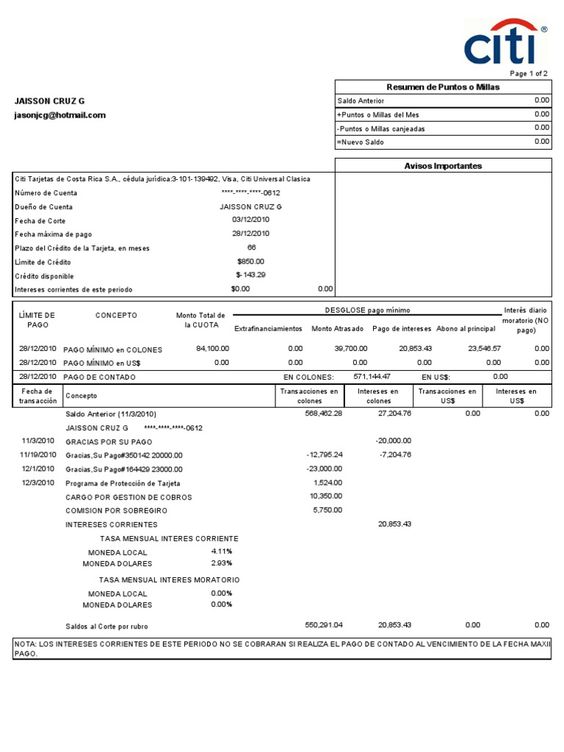 citi®
Page 1 of 2
Resumen de Puntos o Millas
JAISSON CRUZ G
jasonjcg@hotmail.com
Saldo Anterior 0.00
+Puntos o Millas del Mes 0.00
-Puntos o Millas canjeadas 0.00
=Nuevo Saldo 0.00
Avisos Importantes
Citi Tarjetas de Costa Rica S.A., cédula jurídica:3-101-139492, Visa, Citi Universal Clasica
Número de Cuenta ****-****-****-0612
Dueño de Cuenta JAISSON CRUZ G
Fecha de Corte 03/12/2010
Fecha máxima de pago 28/12/2010
Plazo del Crédito de la Tarjeta, en meses 66
Límite de Crédito $850.00
Crédito disponible $-143.29
Intereses corrientes de este periodo $0.00 0.00
LÍMITE DE PAGO CONCEPTO Monto Total de la CUOTA DESGLOSE pago mínimo Interés diario moratorio (NO pago)
Extrafinanciamientos Monto Atrasado Pago de intereses Abono al principal
28/12/2010 PAGO MÍNIMO en COLONES 84,100.00 0.00 39,700.00 20,853.43 23,546.57 0.00
28/12/2010 PAGO MÍNIMO en US$ 0.00 0.00 0.00 0.00 0.00 0.00
28/12/2010 PAGO DE CONTADO EN COLONES: 571,144.47 EN US$: 0.00
Fecha de transacción Concepto Transacciones en colones Intereses en colones Transacciones en US$ Intereses en US$
Saldo Anterior (11/3/2010) 568,462.28 27,204.76 0.00 0.00
JAISSON CRUZ G ****-****-****-0612
11/3/2010 GRACIAS POR SU PAGO -20,000.00
11/19/2010 Gracias,Su Pago#350142 20000.00 -12,795.24 -7,204.76
12/1/2010 Gracias,Su Pago#164429 23000.00 -23,000.00
12/3/2010 Programa de Protección de Tarjeta 1,524.00
CARGO POR GESTION DE COBROS 10,350.00
COMISION POR SOBREGIRO 5,750.00
INTERESES CORRIENTES 20,853.43
TASA MENSUAL INTERES CORRIENTE
MONEDA LOCAL 4.11%
MONEDA DOLARES 2.93%
TASA MENSUAL INTERES MORATORIO
MONEDA LOCAL 0.00%
MONEDA DOLARES 0.00%
Saldos al Corte por rubro 550,291.04 20,853.43 0.00 0.00
NOTA: LOS INTERESES CORRIENTES DE ESTE PERIODO NO SE COBRARAN SI REALIZA EL PAGO DE CONTADO AL VENCIMIENTO DE LA FECHA MAXI
PAGO.